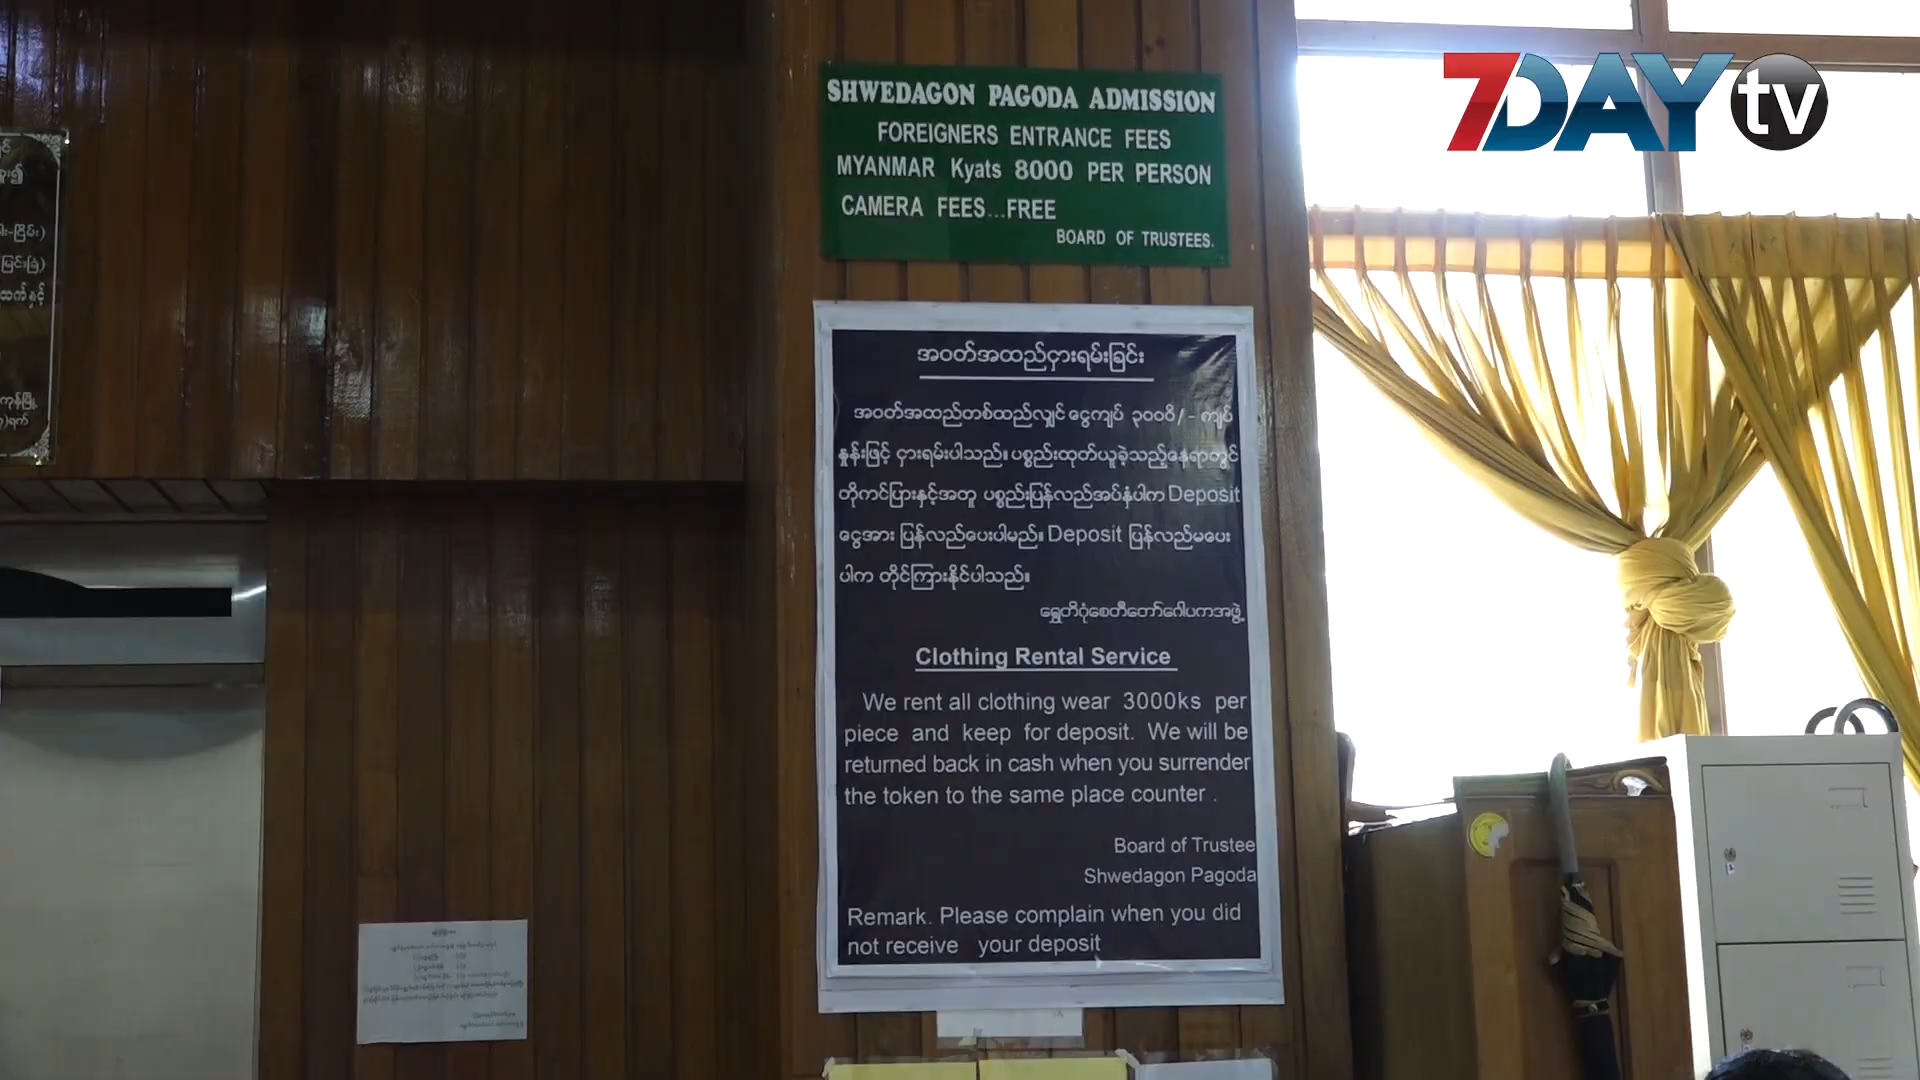 7DAY tv
SHWEDAGON PAGODA ADMISSION
FOREIGNERS ENTRANCE FEES
MYANMAR Kyats 8000 PER PERSON
CAMERA FEES...FREE
BOARD OF TRUSTEES.
အဝတ်အထည်ငှားရမ်းခြင်း
အဝတ်အထည်တစ်ထည်လျှင် ငွေကျပ် ၃၀၀၀ိ/- ကျပ်
နှုန်းဖြင့် ငှားရမ်းပါသည်။ ပစ္စည်းထုတ်ယူခဲ့သည့်နေရာတွင်
တိုကင်ပြားနှင့်အတူ ပစ္စည်းပြန်လည်အပ်နှံပါက Deposit
ငွေအား ပြန်လည်ပေးပါမည်။ Deposit ပြန်လည်မပေး
ပါက တိုင်ကြားနိုင်ပါသည်။
ရွှေတိဂုံစေတီတော်ဂေါပကအဖွဲ့
Clothing Rental Service
We rent all clothing wear 3000ks per
piece and keep for deposit. We will be
returned back in cash when you surrender
the token to the same place counter .
Board of Trustee
Shwedagon Pagoda
Remark. Please complain when you did
not receive your deposit